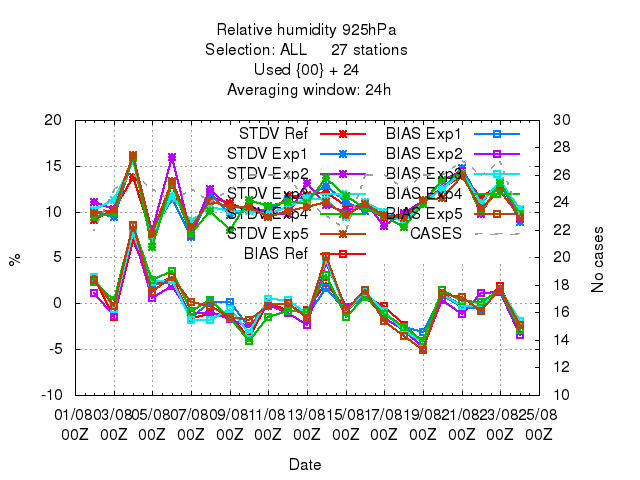 Relative humidity 925hPa
Selection: ALL 27 stations
Used {00} + 24
Averaging window: 24h
20 15 10 5 0 -5 -10
%
30 28 26 24 22 20 18 16 14 12 10
No cases
STDV Ref
STDV Exp1
STDV Exp2
STDV Exp3
STDV Exp4
STDV Exp5
BIAS Ref
BIAS Exp1
BIAS Exp2
BIAS Exp3
BIAS Exp4
BIAS Exp5
CASES
01/08 03/08 05/08 07/08 09/08 11/08 13/08 15/08 17/08 19/08 21/08 23/08 25/08
00Z 00Z 00Z 00Z 00Z 00Z 00Z 00Z 00Z 00Z 00Z 00Z 00Z
Date